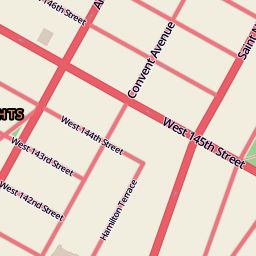 146th Street
Convent Avenue
Saint N
HTS
West 144th Street
West 145th Street
West 143rd Street
West 142nd Street
Hamilton Terrace